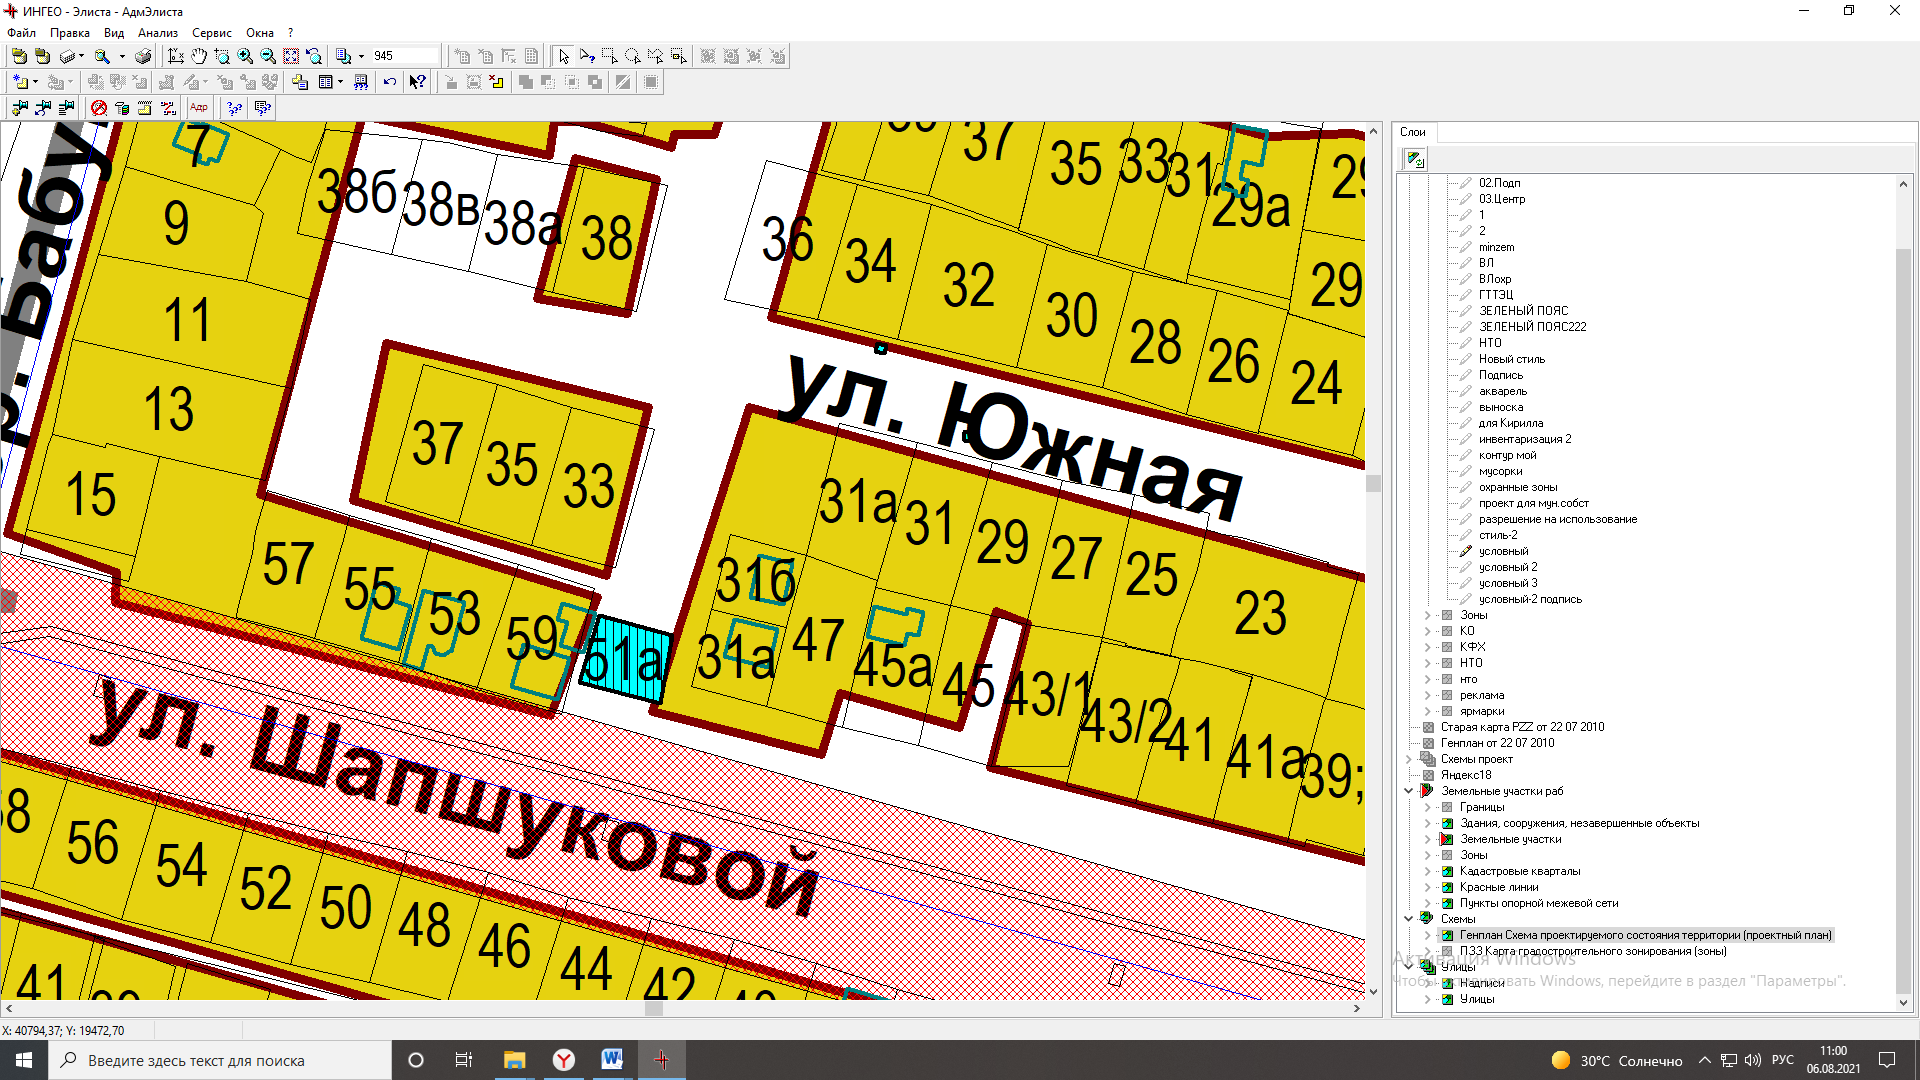 ИНГЕО - Элиста - АдмЭлиста
Файл Правка Вид Анализ Сервис Окна ?
945
Адр
7
9
11
13
15
38б
38в
38а
38
36
34
32
30
28
26
24
37
35
33
31
29а
29
ул. Южная
37
35
33
57
55
53
59
51а
31а
31
29
27
25
23
31б
31а
47
45а
45
43/1
43/2
41
41а
39;
ул. Шапшуковой
56
54
52
50
48
46
44
42
41
Слои
02.Подп
03.Центр
1
2
minzem
ВЛ
ВЛохр
ГТТЭЦ
ЗЕЛЕНЫЙ ПОЯС
ЗЕЛЕНЫЙ ПОЯС222
НТО
Новый стиль
Подпись
акварель
выноска
для Кирилла
инвентаризация 2
контур мой
мусорки
охранные зоны
проект для мун.собст
разрешение на использование
стиль-2
условный
условный 2
условный 3
условный-2 подпись
Зоны
КО
КФХ
НТО
нто
реклама
ярмарки
Старая карта PZZ от 22 07 2010
Генплан от 22 07 2010
Схемы проект
Яндекс18
Земельные участки раб
Границы
Здания, сооружения, незавершенные объекты
Земельные участки
Зоны
Кадастровые кварталы
Красные линии
Пункты опорной межевой сети
Схемы
Генплан Схема проектируемого состояния территории (проектный план)
ПЗЗ Карта градостроительного зонирования (зоны)
Улицы
Надписи
Улицы
Активация Windows
Чтобы активировать Windows, перейдите в раздел "Параметры".
X: 40794,37; Y: 19472,70
Введите здесь текст для поиска
30°C Солнечно
РУС
11:00
06.08.2021